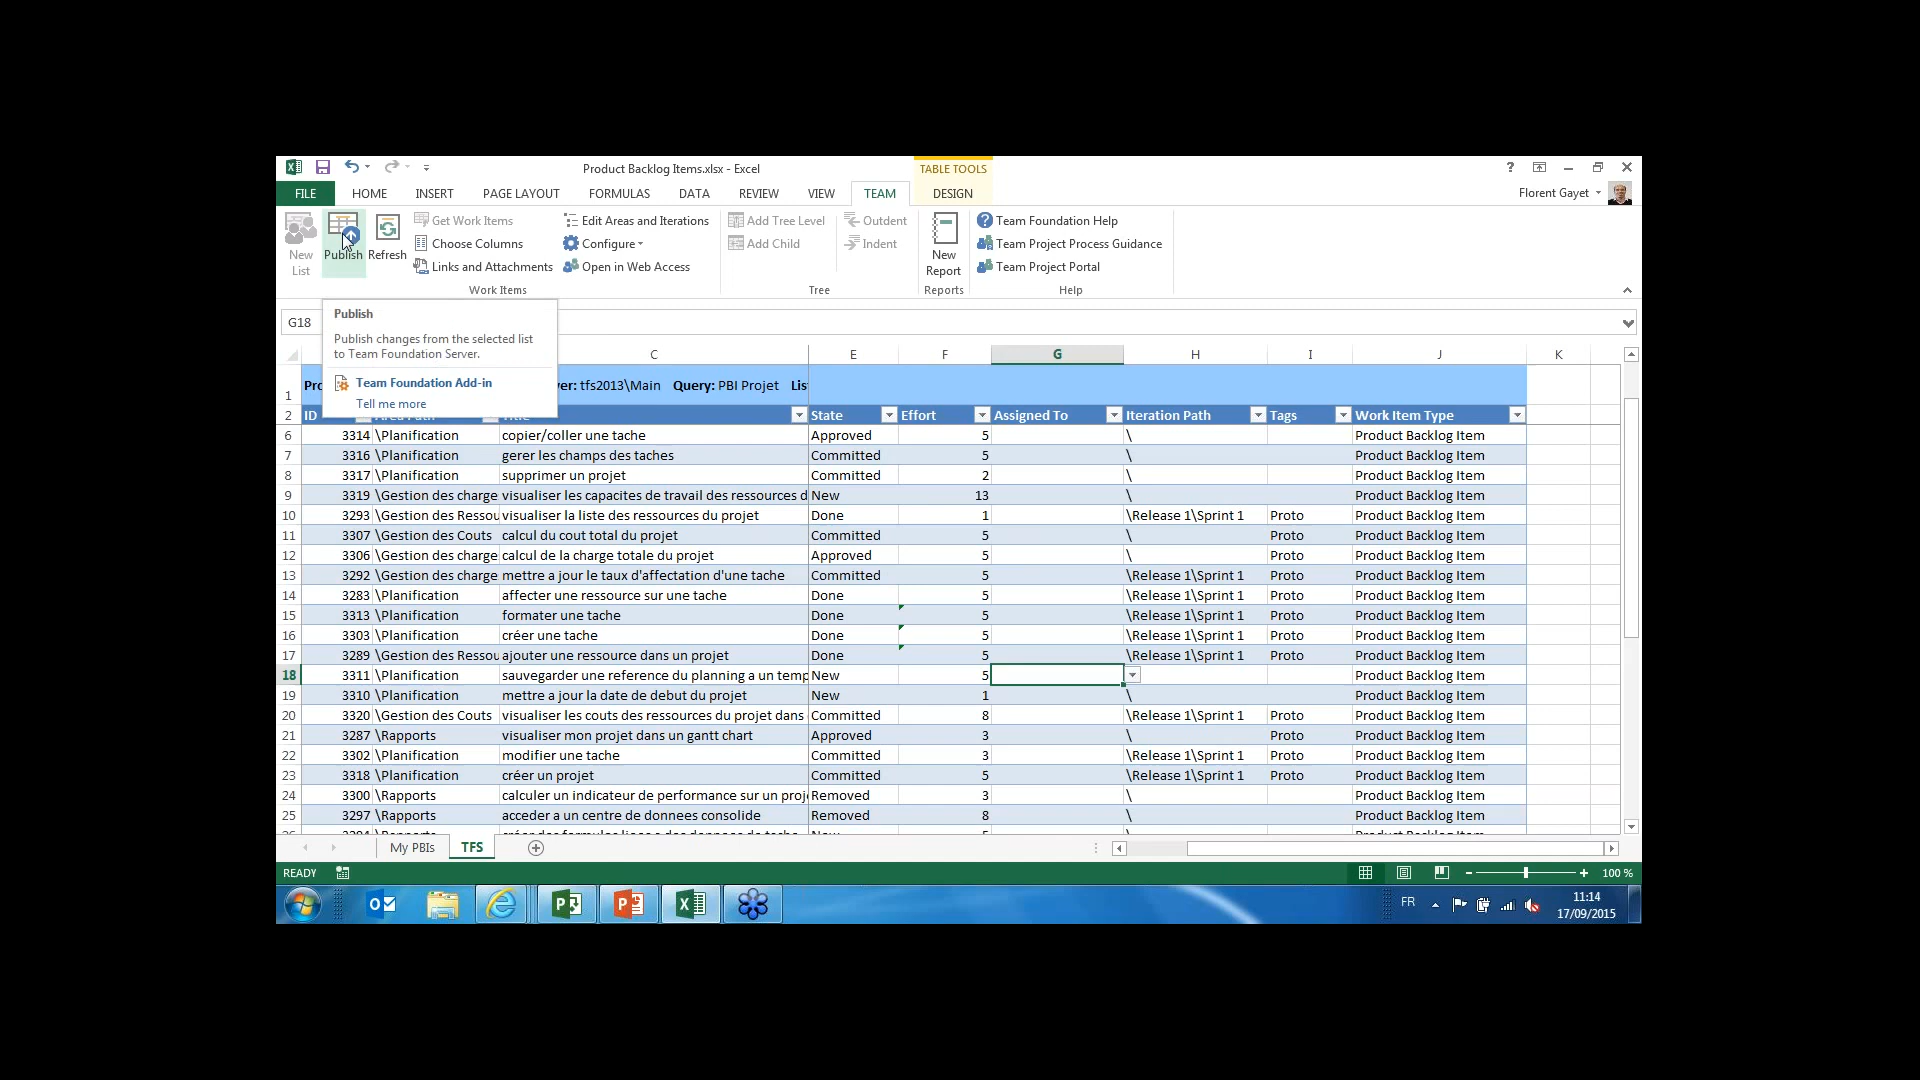 Product Backlog Items.xlsx - Excel
TABLE TOOLS
?
FILE HOME INSERT PAGE LAYOUT FORMULAS DATA REVIEW VIEW TEAM DESIGN
Florent Gayet
New List
Publish
Refresh
Get Work Items
Choose Columns
Links and Attachments
Edit Areas and Iterations
Configure
Open in Web Access
Work Items
Add Tree Level
Add Child
Outdent
Indent
Tree
New Report
Reports
Team Foundation Help
Team Project Process Guidance
Team Project Portal
Help
G18
Publish
Publish changes from the selected list
to Team Foundation Server.
Team Foundation Add-in
Tell me more
C E F G H I J K
1 Pro ver: tfs2013\Main Query: PBI Projet Lis
2 ID State Effort Assigned To Iteration Path Tags Work Item Type
6 3314 \Planification copier/coller une tache Approved 5 \ Product Backlog Item
7 3316 \Planification gerer les champs des taches Committed 5 \ Product Backlog Item
8 3317 \Planification supprimer un projet Committed 2 \ Product Backlog Item
9 3319 \Gestion des charge visualiser les capacites de travail des ressources d New 13 \ Product Backlog Item
10 3293 \Gestion des Ressou visualiser la liste des ressources du projet Done 1 \Release 1\Sprint 1 Proto Product Backlog Item
11 3307 \Gestion des Couts calcul du cout total du projet Committed 5 \ Proto Product Backlog Item
12 3306 \Gestion des charge calcul de la charge totale du projet Approved 5 \ Proto Product Backlog Item
13 3292 \Gestion des charge mettre a jour le taux d'affectation d'une tache Committed 5 \Release 1\Sprint 1 Proto Product Backlog Item
14 3283 \Planification affecter une ressource sur une tache Done 5 \Release 1\Sprint 1 Proto Product Backlog Item
15 3313 \Planification formater une tache Done 5 \Release 1\Sprint 1 Proto Product Backlog Item
16 3303 \Planification créer une tache Done 5 \Release 1\Sprint 1 Proto Product Backlog Item
17 3289 \Gestion des Ressou ajouter une ressource dans un projet Done 5 \Release 1\Sprint 1 Proto Product Backlog Item
18 3311 \Planification sauvegarder une reference du planning a un temp New 5 Product Backlog Item
19 3310 \Planification mettre a jour la date de debut du projet New 1 \ Product Backlog Item
20 3320 \Gestion des Couts visualiser les couts des ressources du projet dans Committed 8 \Release 1\Sprint 1 Proto Product Backlog Item
21 3287 \Rapports visualiser mon projet dans un gantt chart Approved 3 \ Proto Product Backlog Item
22 3302 \Planification modifier une tache Committed 3 \Release 1\Sprint 1 Proto Product Backlog Item
23 3318 \Planification créer un projet Committed 5 \Release 1\Sprint 1 Proto Product Backlog Item
24 3300 \Rapports calculer un indicateur de performance sur un proj Removed 3 \ Product Backlog Item
25 3297 \Rapports acceder a un centre de donnees consolide Removed 8 \ Product Backlog Item
My PBIs TFS
READY
100 %
FR
11:14
17/09/2015